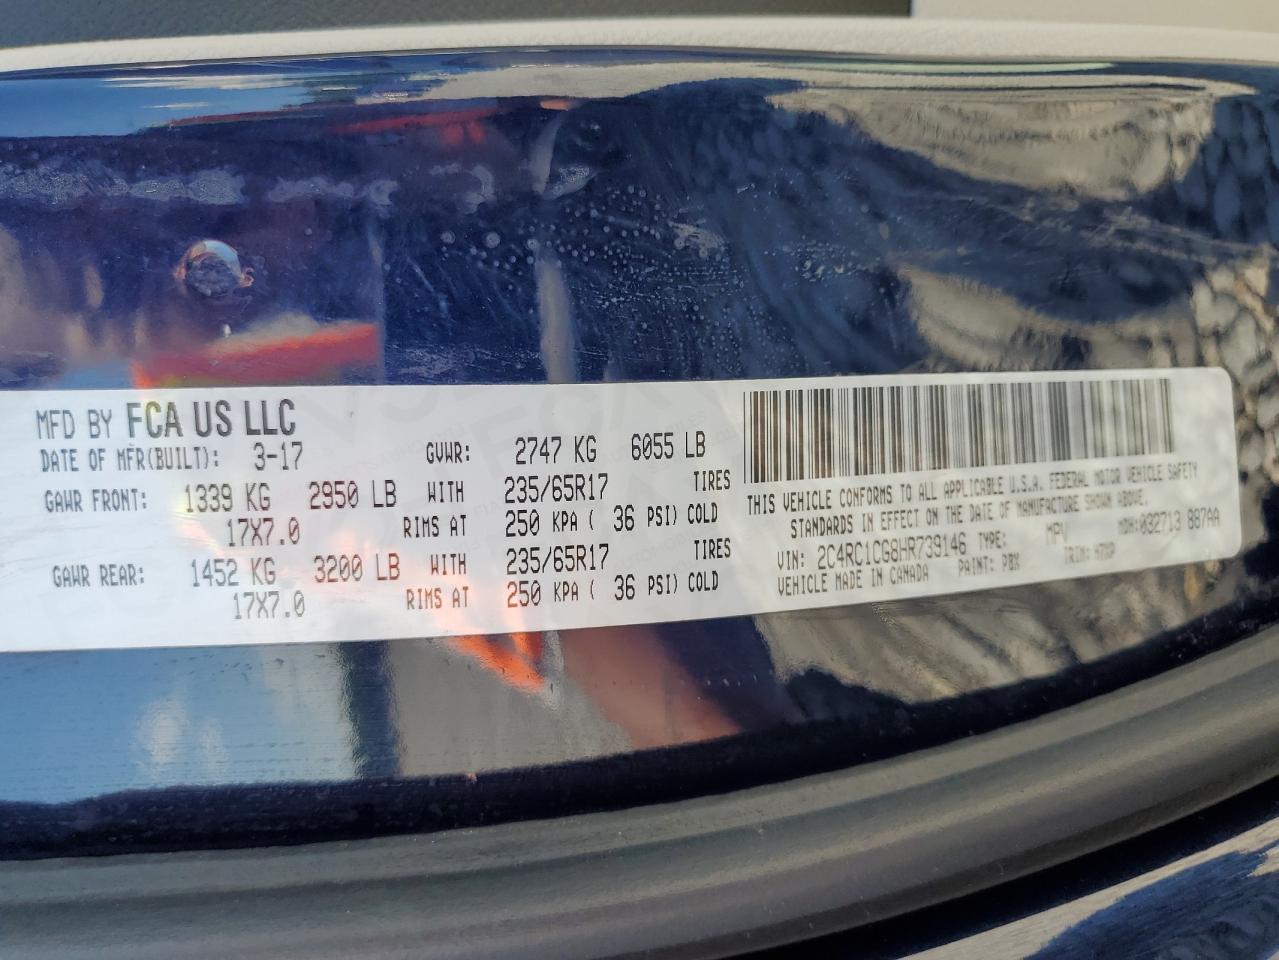 MFD BY FCA US LLC
DATE OF MFR(BUILT): 3-17 GVWR: 2747 KG 6055 LB
GAWR FRONT: 1339 KG 2950 LB WITH 235/65R17 TIRES
17X7.0 RIMS AT 250 KPA ( 36 PSI) COLD
GAWR REAR: 1452 KG 3200 LB WITH 235/65R17 TIRES
17X7.0 RIMS AT 250 KPA ( 36 PSI) COLD
THIS VEHICLE CONFORMS TO ALL APPLICABLE U.S.A. FEDERAL MOTOR VEHICLE SAFETY
STANDARDS IN EFFECT ON THE DATE OF MANUFACTURE SHOWN ABOVE.
VIN: 2C4RC1CG8HR739146 TYPE: MPV MDH:032713 887AA
VEHICLE MADE IN CANADA PAINT: PBX TRIM: